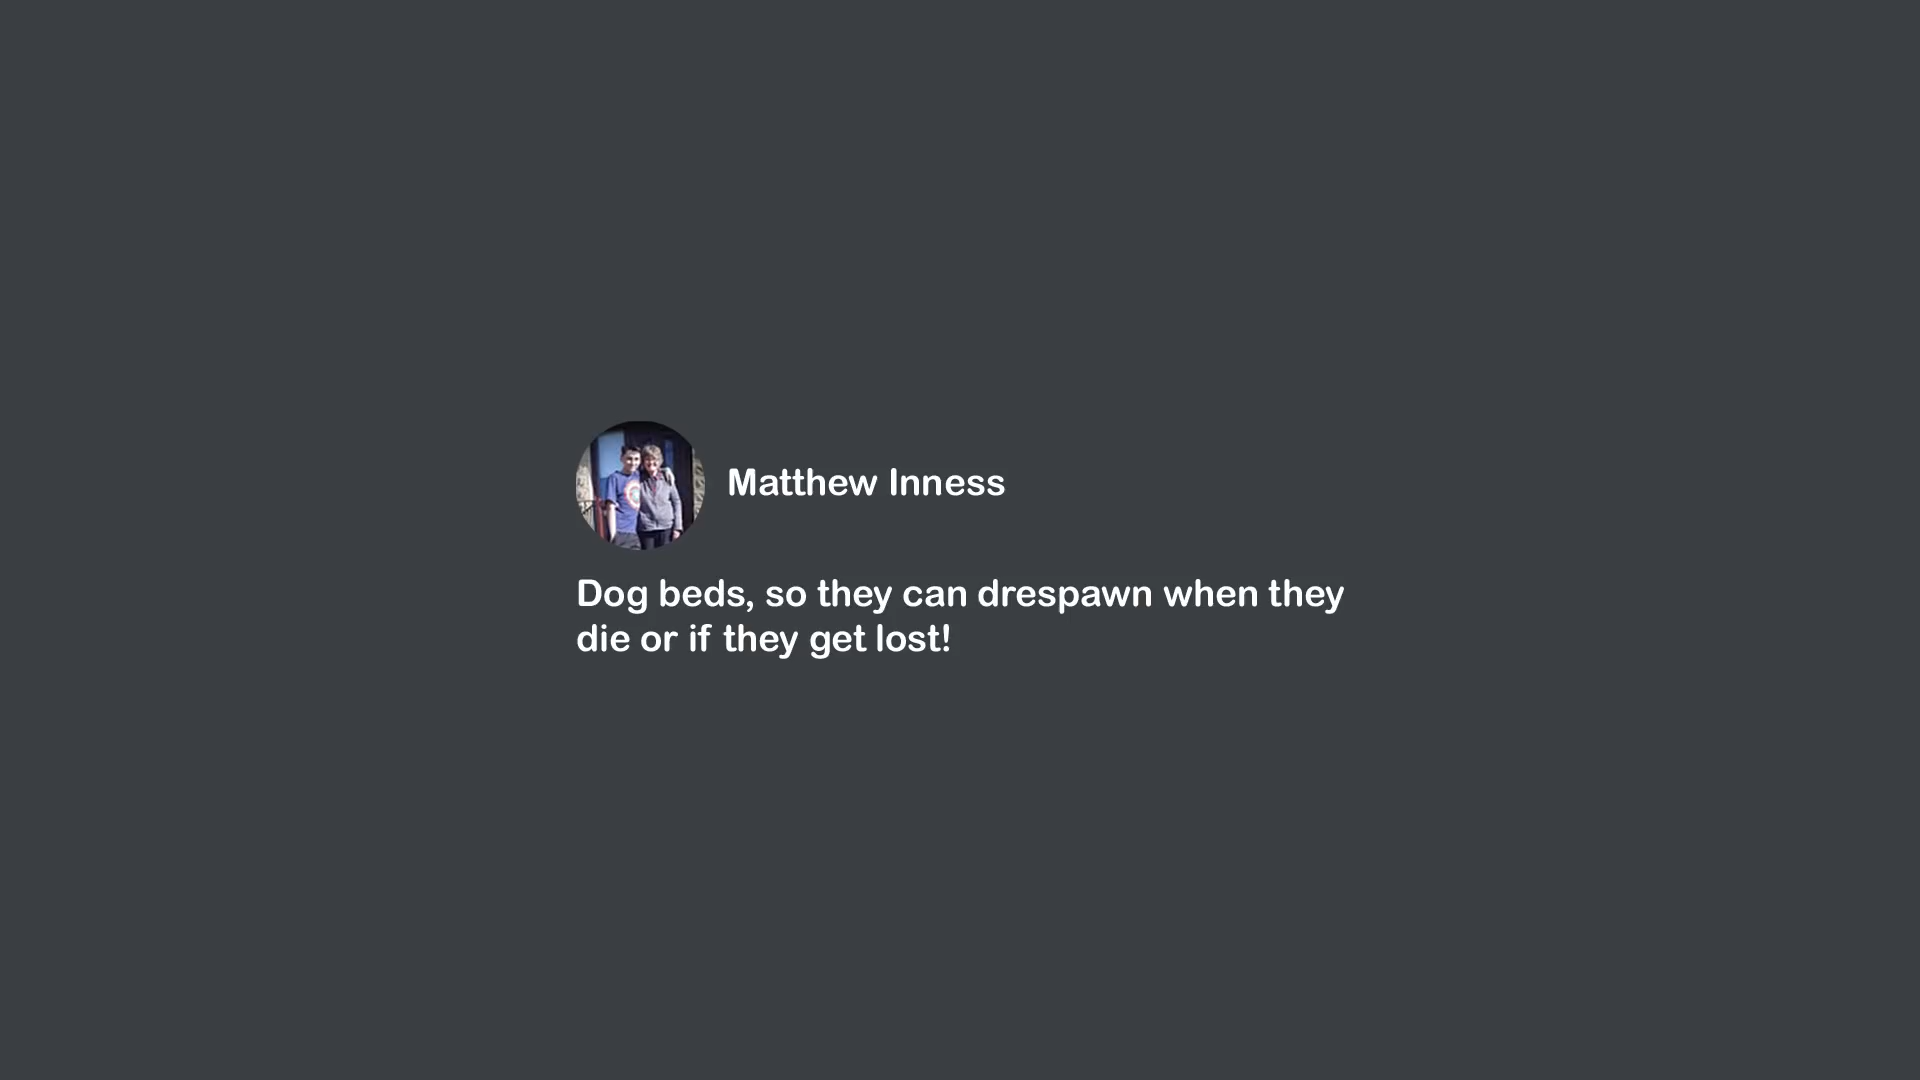 Matthew Inness
Dog beds, so they can drespawn when they
die or if they get lost!